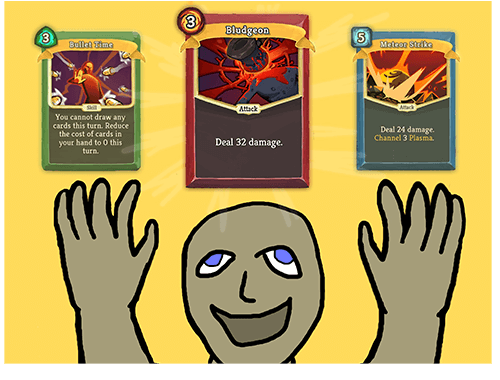 3
Bullet Time
Skill
You cannot draw any
cards this turn. Reduce
the cost of cards in
your hand to 0 this
turn.
3
Bludgeon
Attack
Deal 32 damage.
5
Meteor Strike
Attack
Deal 24 damage.
Channel 3 Plasma.